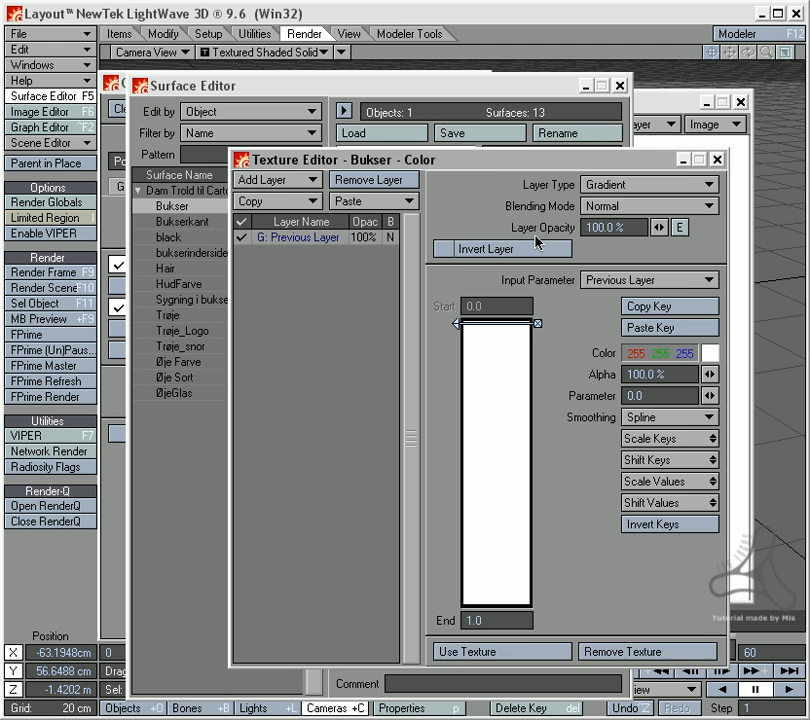 Layout™ NewTek LightWave 3D ® 9.6 (Win32)
File Items Modify Setup Utilities Render View Modeler Tools Modeler F12
Edit Camera View Textured Shaded Solid
Windows
Help
Surface Editor F5
Image Editor F6
Graph Editor ^F2
Scene Editor
Parent in Place
Options
Render Globals
Limited Region l
Enable VIPER
Render
Render Frame F9
Render Scene F10
Sel Object F11
MB Preview +F9
FPrime
FPrime (Un)Paus...
FPrime Master
FPrime Refresh
FPrime Render
Utilities
VIPER F7
Network Render
Radiosity Flags
Render-Q
Open RenderQ
Close RenderQ
Surface Editor
Edit by Object Objects: 1 Surfaces: 13
Filter by Name Load Save Rename
Pattern
Surface Name
Dam Trold til Carto
Bukser
Bukserkant
black
bukserinderside
Hair
HudFarve
Sygning i bukse
Trøje
Trøje_Logo
Trøje_snor
Øje Farve
Øje Sort
ØjeGlas
Comment
ayer Image
Texture Editor - Bukser - Color
Add Layer Remove Layer
Copy Paste
Layer Name Opac B
G: Previous Layer 100% N
Layer Type Gradient
Blending Mode Normal
Layer Opacity 100.0 % E
Invert Layer
Input Parameter Previous Layer
Start 0.0 Copy Key
Paste Key
Color 255 255 255
Alpha 100.0 %
Parameter 0.0
Smoothing Spline
Scale Keys
Shift Keys
Scale Values
Shift Values
Invert Keys
End 1.0
Use Texture Remove Texture
Tutorial made by Mis
Position
X -63.1948cm 0 60
Y 56.6488 cm Drag
Z -1.4202 m Sel: iew
Grid: 20 cm Objects +O Bones +B Lights +L Cameras +C Properties p Delete Key del Undo ^Z Redo Step 1